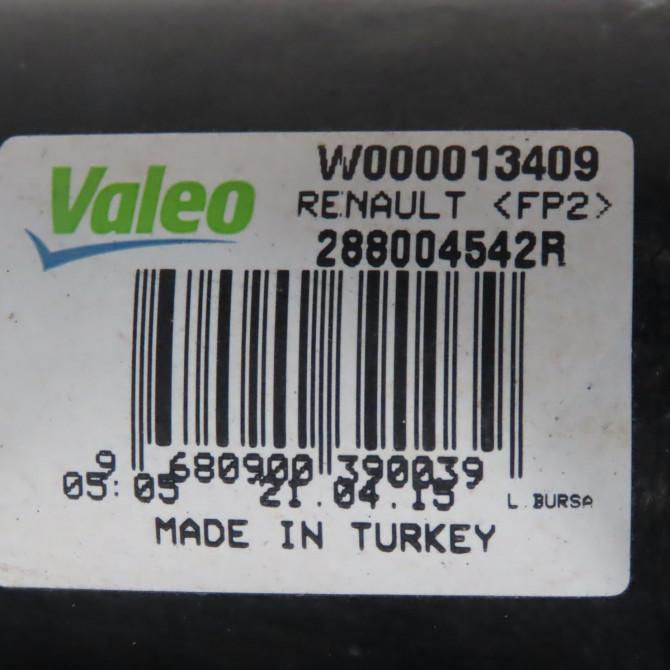 Valeo
W000013409
RENAULT <FP2>
288004542R
9 680900 390039
05:05 21.04.15 L.BURSA
MADE IN TURKEY